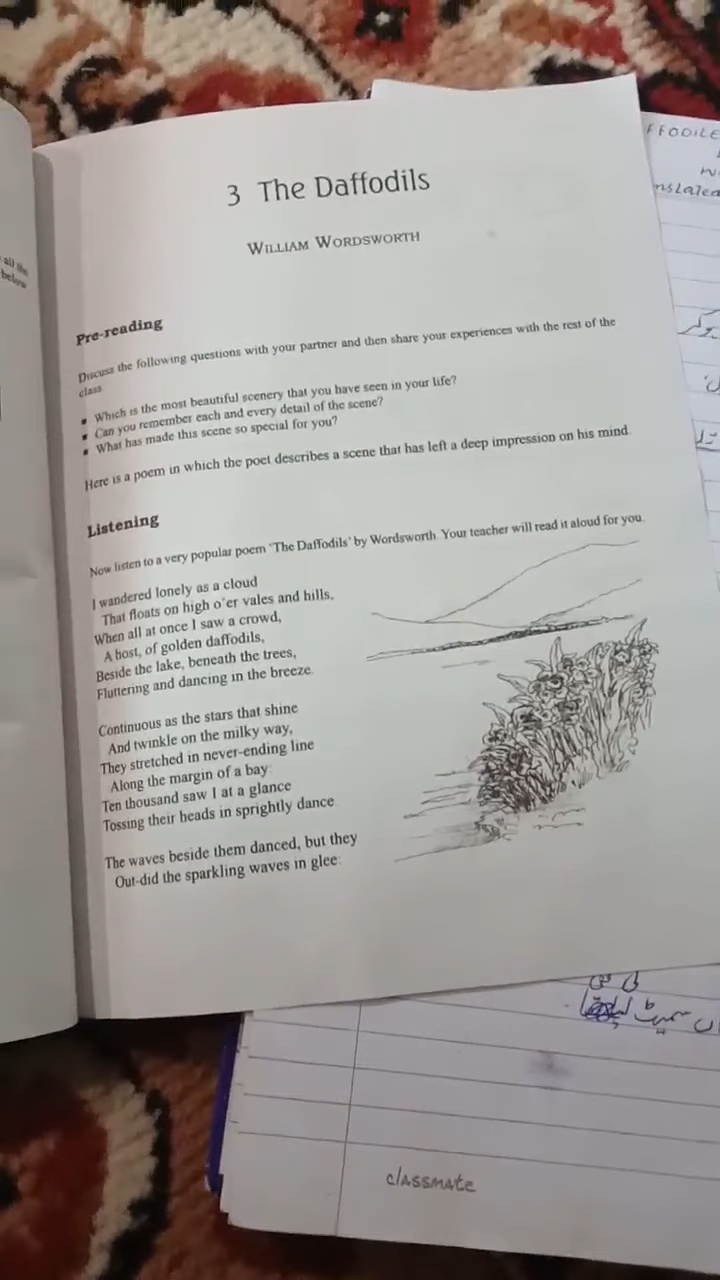 all the
below
3 The Daffodils
WILLIAM WORDSWORTH
Pre-reading
Discuss the following questions with your partner and then share your experiences with the rest of the
class
▪ Which is the most beautiful scenery that you have seen in your life?
▪ Can you remember each and every detail of the scene?
▪ What has made this scene so special for you?
Here is a poem in which the poet describes a scene that has left a deep impression on his mind.
Listening
Now listen to a very popular poem 'The Daffodils' by Wordsworth. Your teacher will read it aloud for you.
I wandered lonely as a cloud
That floats on high o'er vales and hills,
When all at once I saw a crowd,
A host, of golden daffodils,
Beside the lake, beneath the trees,
Fluttering and dancing in the breeze.
Continuous as the stars that shine
And twinkle on the milky way,
They stretched in never-ending line
Along the margin of a bay:
Ten thousand saw I at a glance
Tossing their heads in sprightly dance.
The waves beside them danced, but they
Out-did the sparkling waves in glee:
FFODILE
W
nslated
classmate